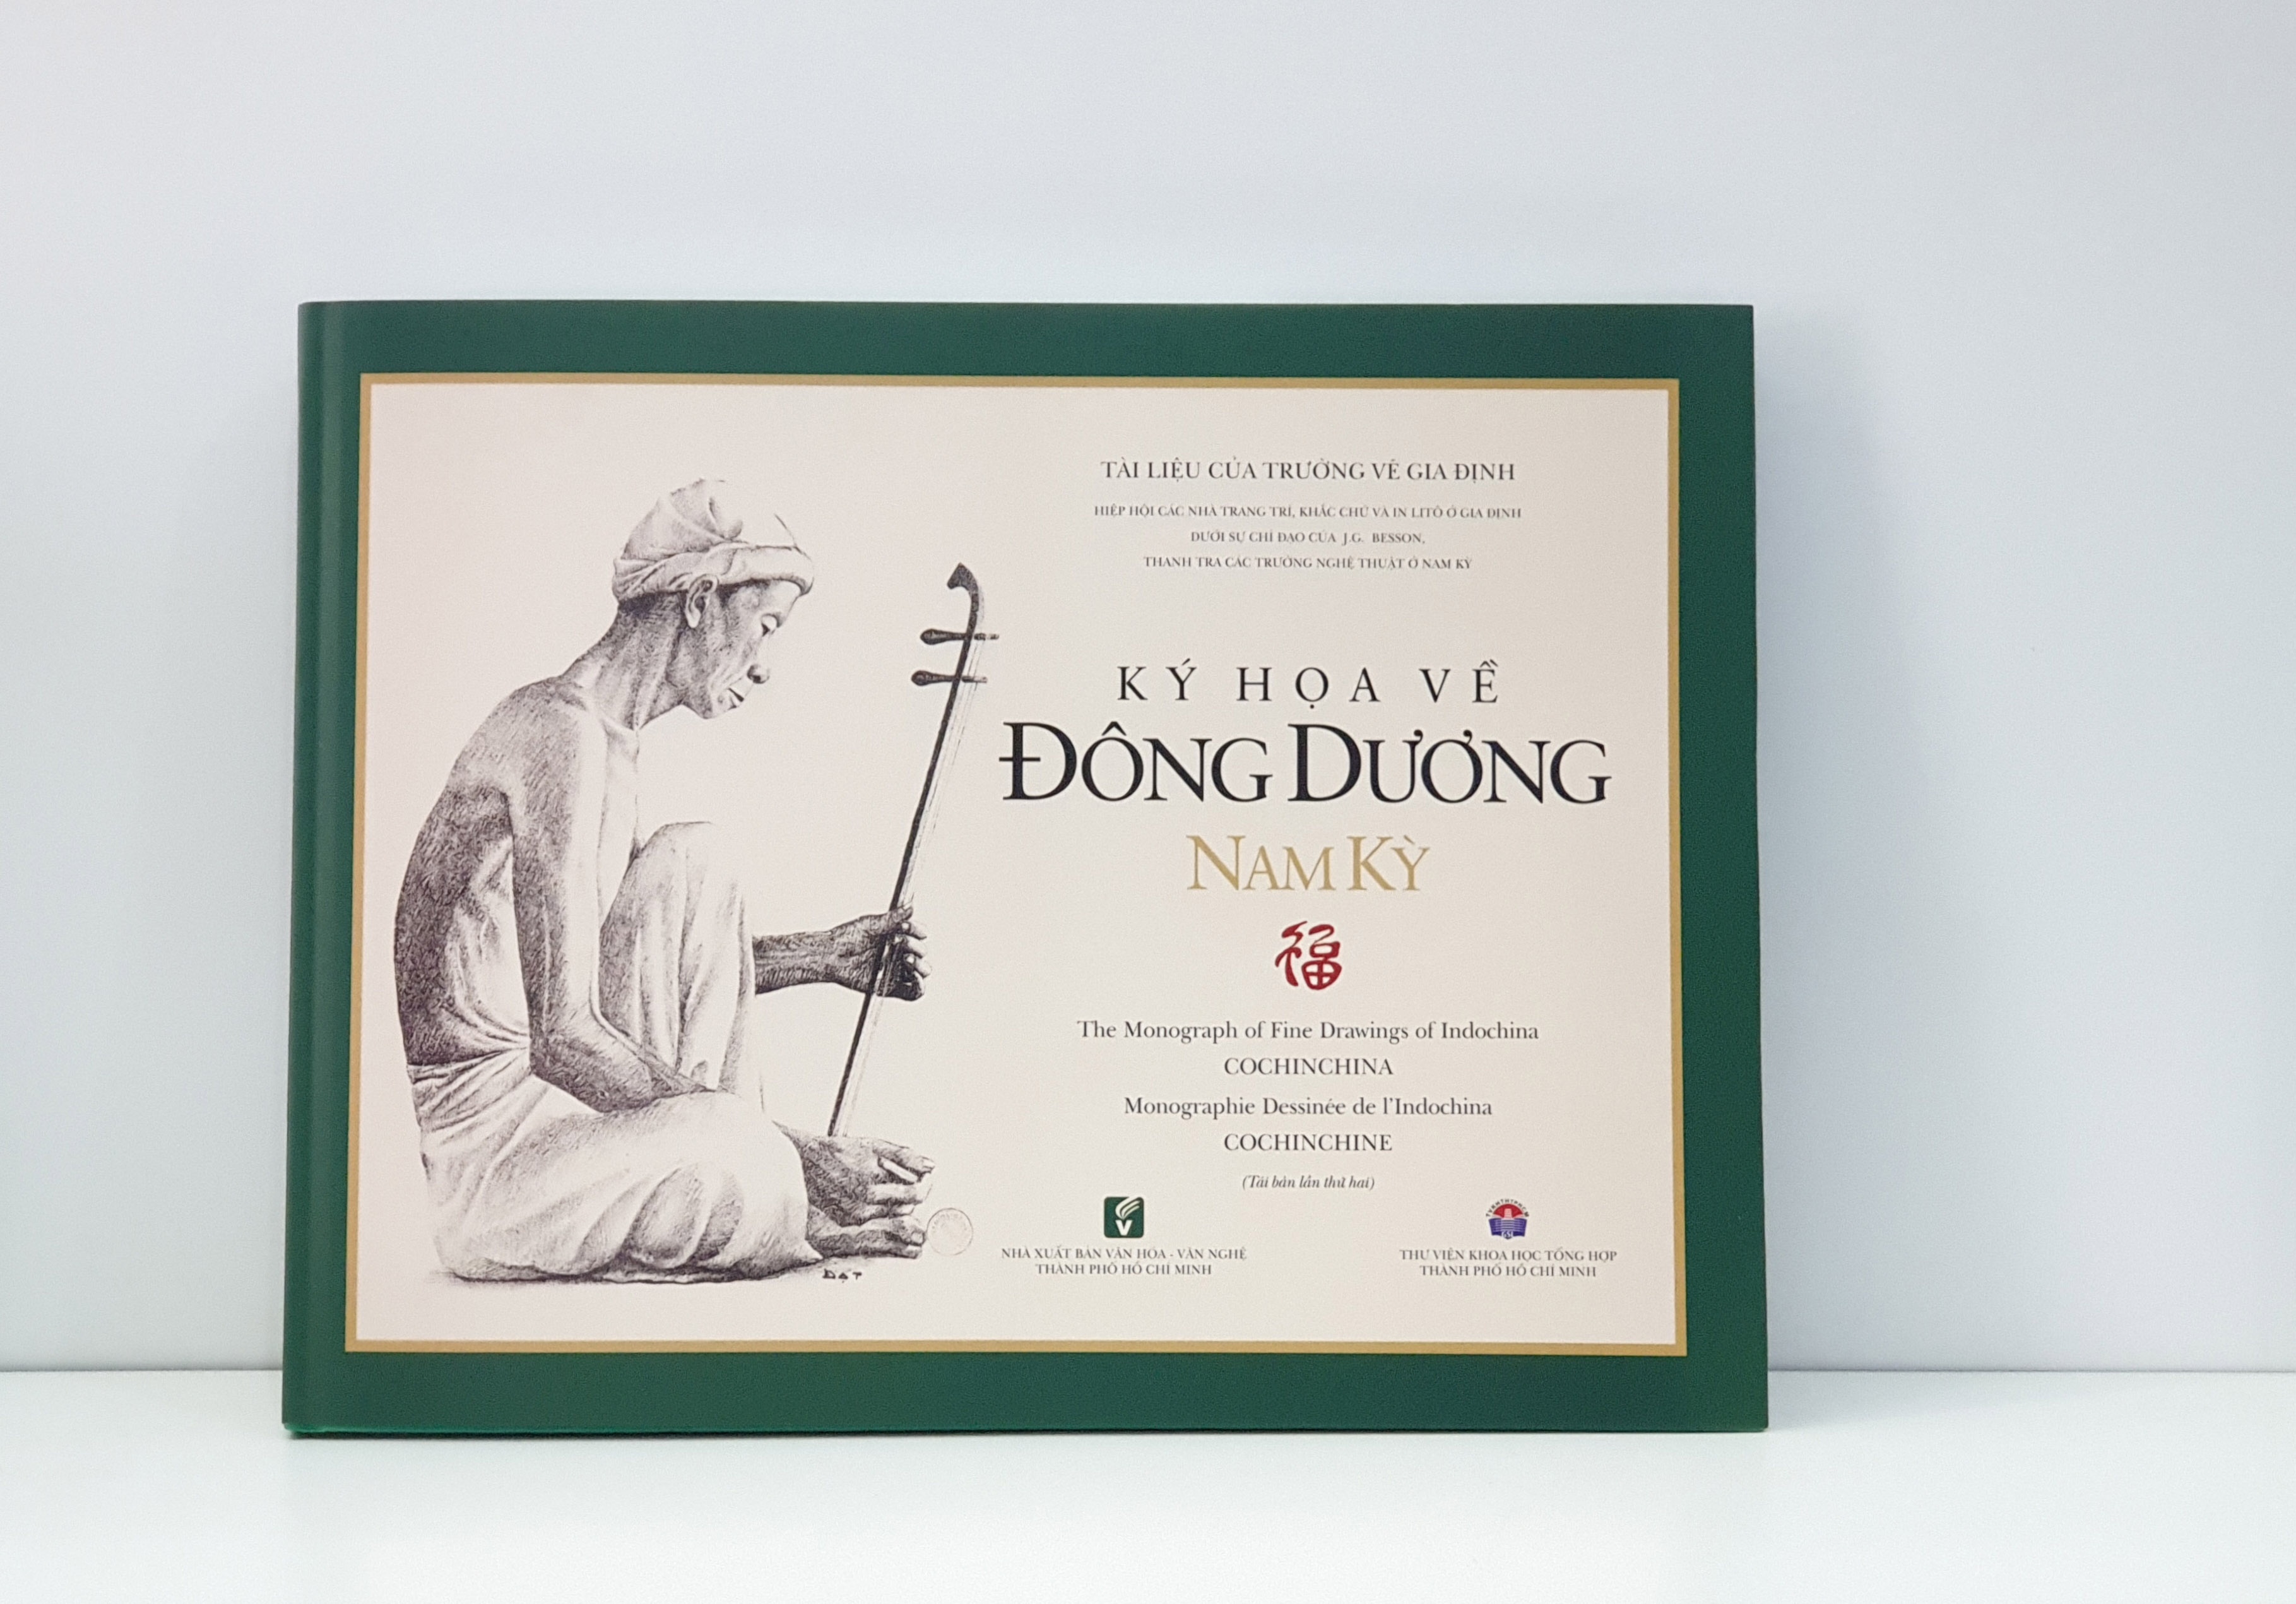 TÀI LIỆU CỦA TRƯỜNG VẼ GIA ĐỊNH
HIỆP HỘI CÁC NHÀ TRANG TRÍ, KHẮC CHỮ VÀ IN LITÔ Ở GIA ĐỊNH
DƯỚI SỰ CHỈ ĐẠO CỦA J.G. BESSON,
THANH TRA CÁC TRƯỜNG NGHỆ THUẬT Ở NAM KỲ
KÝ HỌA VỀ
ĐÔNG DƯƠNG
NAM KỲ
福
The Monograph of Fine Drawings of Indochina
COCHINCHINA
Monographie Dessinée de l'Indochina
COCHINCHINE
(Tái bản lần thứ hai)
V
NHÀ XUẤT BẢN VĂN HÓA - VĂN NGHỆ
THÀNH PHỐ HỒ CHÍ MINH
THƯ VIỆN KHOA HỌC TỔNG HỢP
THÀNH PHỐ HỒ CHÍ MINH
ĐẠT